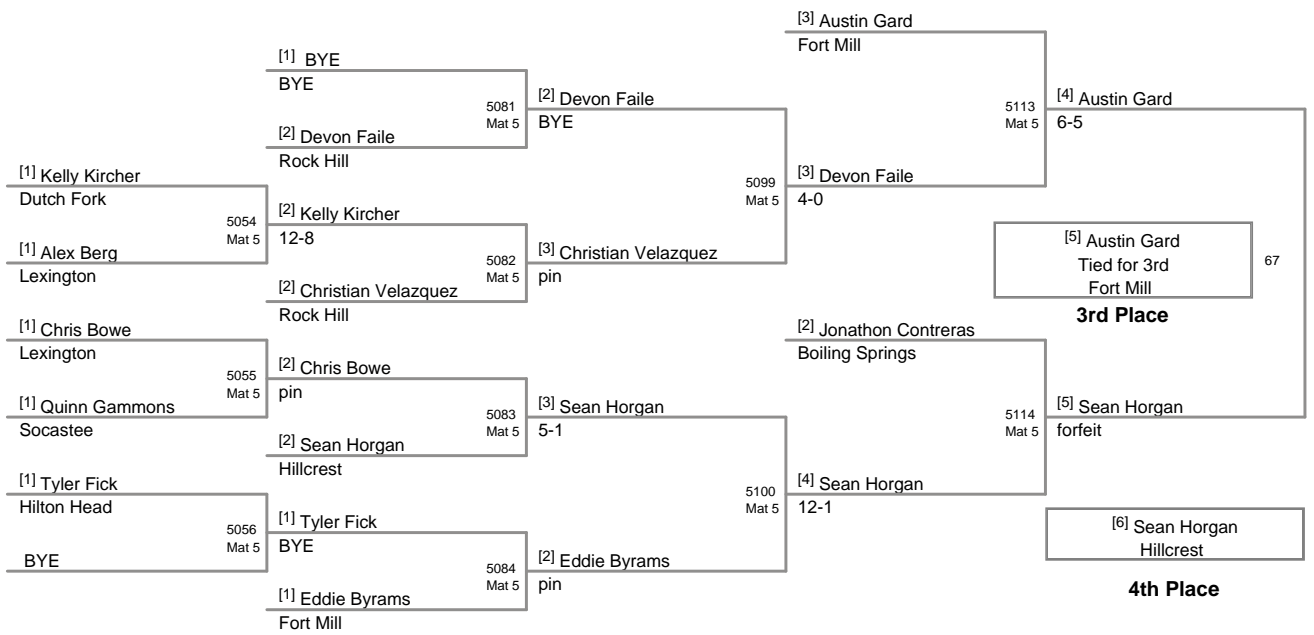 [3] Austin Gard
Fort Mill
[1] BYE
BYE
5081
Mat 5
[2] Devon Faile
BYE
5113
Mat 5
[4] Austin Gard
6-5
[2] Devon Faile
Rock Hill
[1] Kelly Kircher
Dutch Fork
5099
Mat 5
[3] Devon Faile
4-0
5054
Mat 5
[2] Kelly Kircher
12-8
[1] Alex Berg
Lexington
5082
Mat 5
[3] Christian Velazquez
pin
[5] Austin Gard
Tied for 3rd
Fort Mill
67
3rd Place
[2] Christian Velazquez
Rock Hill
[1] Chris Bowe
Lexington
[2] Jonathon Contreras
Boiling Springs
5055
Mat 5
[2] Chris Bowe
pin
[1] Quinn Gammons
Socastee
5083
Mat 5
[3] Sean Horgan
5-1
5114
Mat 5
[5] Sean Horgan
forfeit
[2] Sean Horgan
Hillcrest
[1] Tyler Fick
Hilton Head
5100
Mat 5
[4] Sean Horgan
12-1
5056
Mat 5
[1] Tyler Fick
BYE
[6] Sean Horgan
Hillcrest
4th Place
BYE
5084
Mat 5
[2] Eddie Byrams
pin
[1] Eddie Byrams
Fort Mill